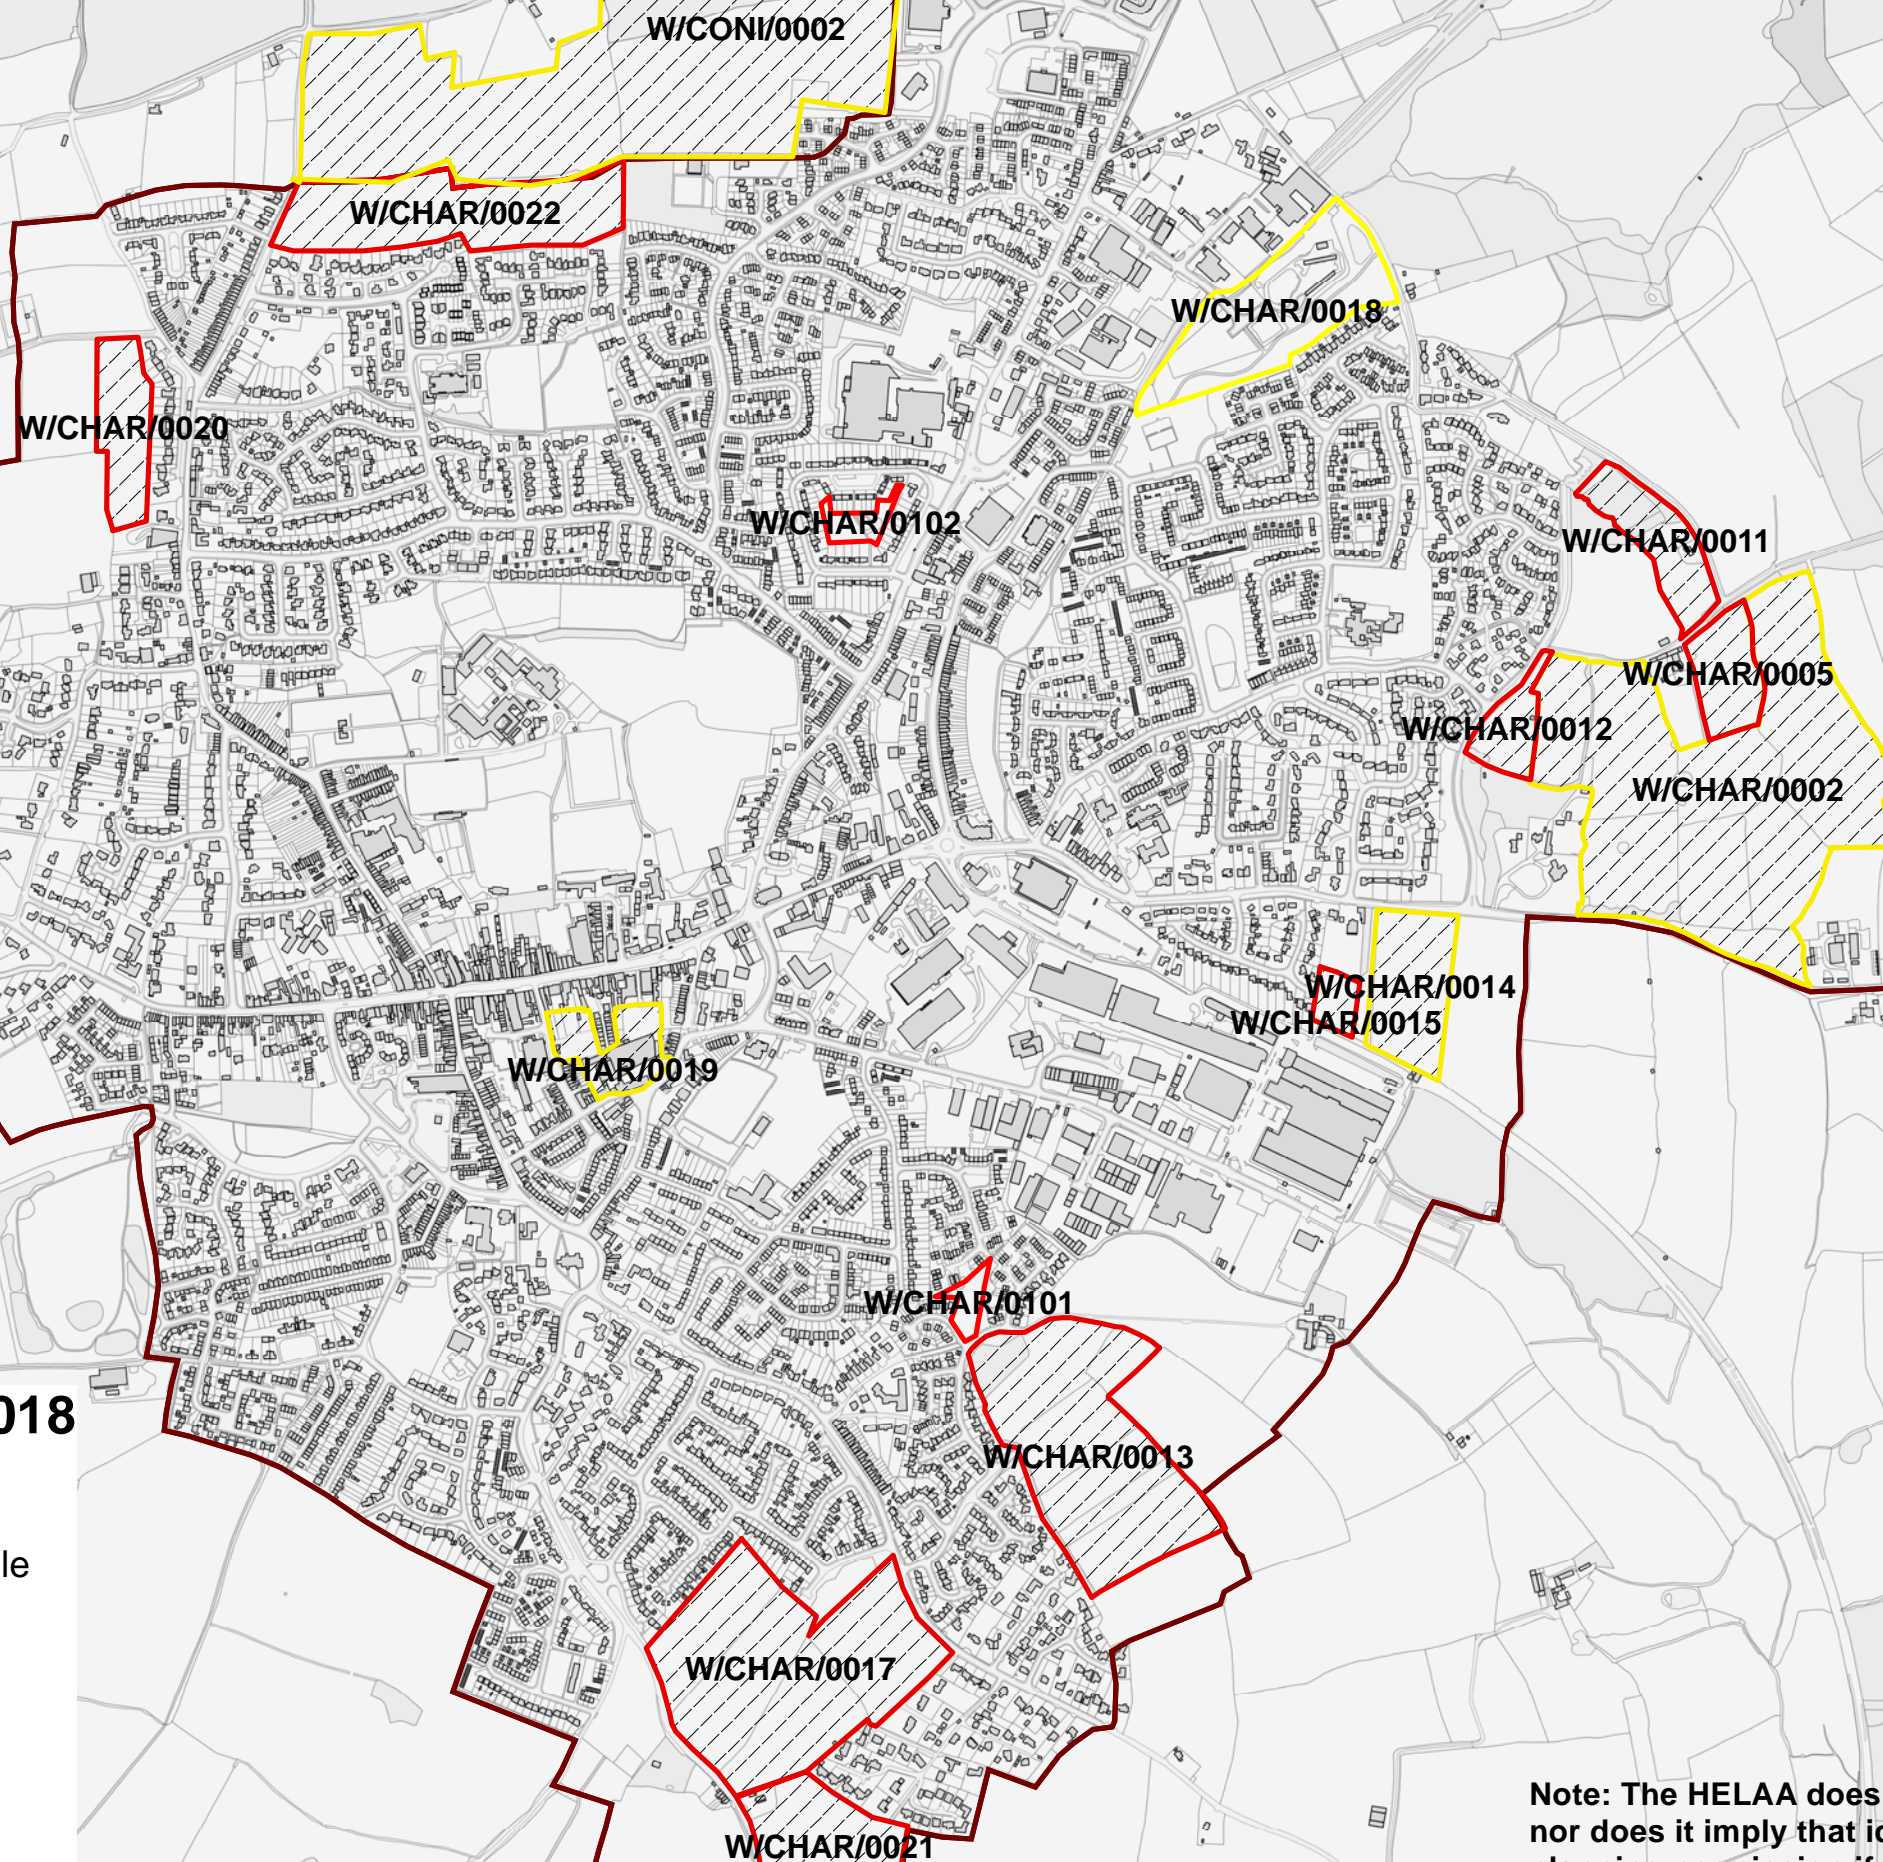 W/CONI/0002
W/CHAR/0022
W/CHAR/0018
W/CHAR/0020
W/CHAR/0102
W/CHAR/0011
W/CHAR/0005
W/CHAR/0012
W/CHAR/0002
W/CHAR/0014
W/CHAR/0015
W/CHAR/0019
W/CHAR/0101
018
W/CHAR/0013
le
W/CHAR/0017
W/CHAR/0021
Note: The HELAA does
nor does it imply that